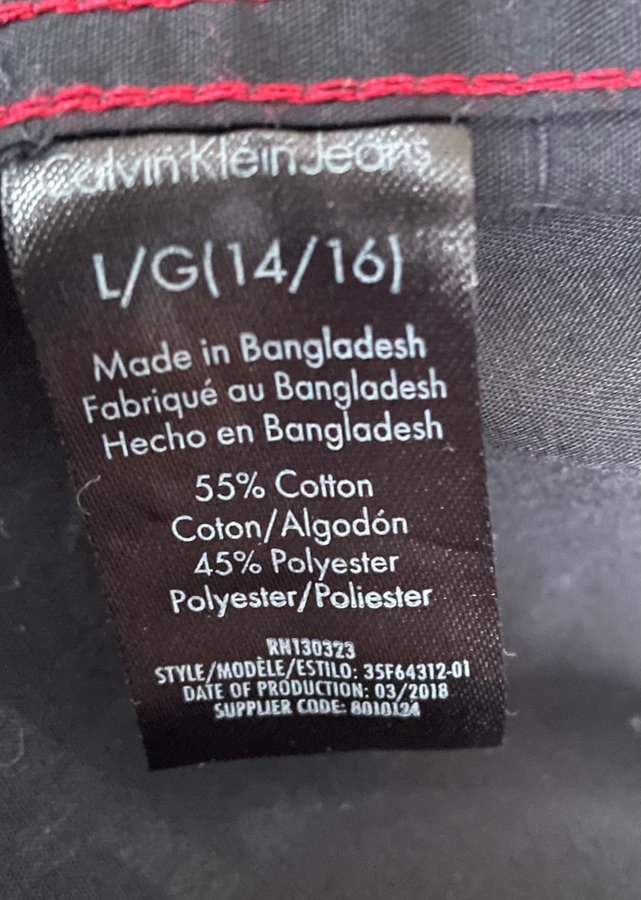 Calvin Klein Jeans
L/G(14/16)
Made in Bangladesh
Fabriqué au Bangladesh
Hecho en Bangladesh
55% Cotton
Coton/Algodón
45% Polyester
Polyester/Poliester
RN130323
STYLE/MODÈLE/ESTILO: 35F64312-01
DATE OF PRODUCTION: 03/2018
SUPPLIER CODE: 8010124